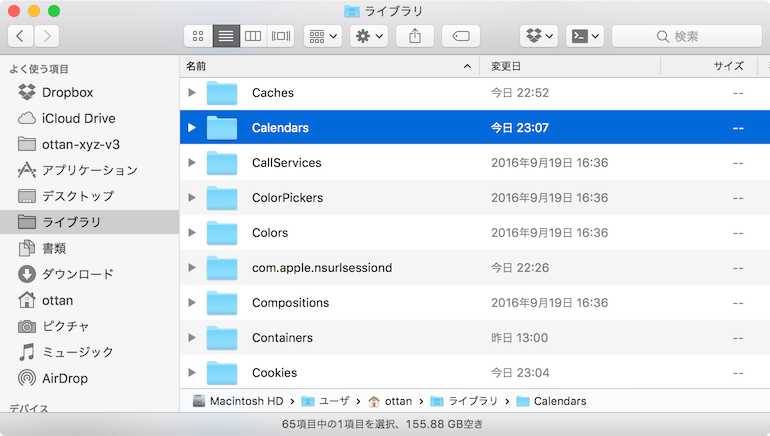 ライブラリ
検索
よく使う項目
Dropbox
iCloud Drive
ottan-xyz-v3
アプリケーション
デスクトップ
ライブラリ
書類
ダウンロード
ottan
ピクチャ
ミュージック
AirDrop
デバイス
名前 変更日 サイズ
Caches 今日 22:52 --
Calendars 今日 23:07 --
CallServices 2016年9月19日 16:36 --
ColorPickers 2016年9月19日 16:36 --
Colors 2016年9月19日 16:36 --
com.apple.nsurlsessiond 今日 22:26 --
Compositions 2016年9月19日 16:36 --
Containers 昨日 13:00 --
Cookies 今日 23:04 --
Macintosh HD › ユーザ › ottan › ライブラリ › Calendars
65項目中の1項目を選択、155.88 GB空き